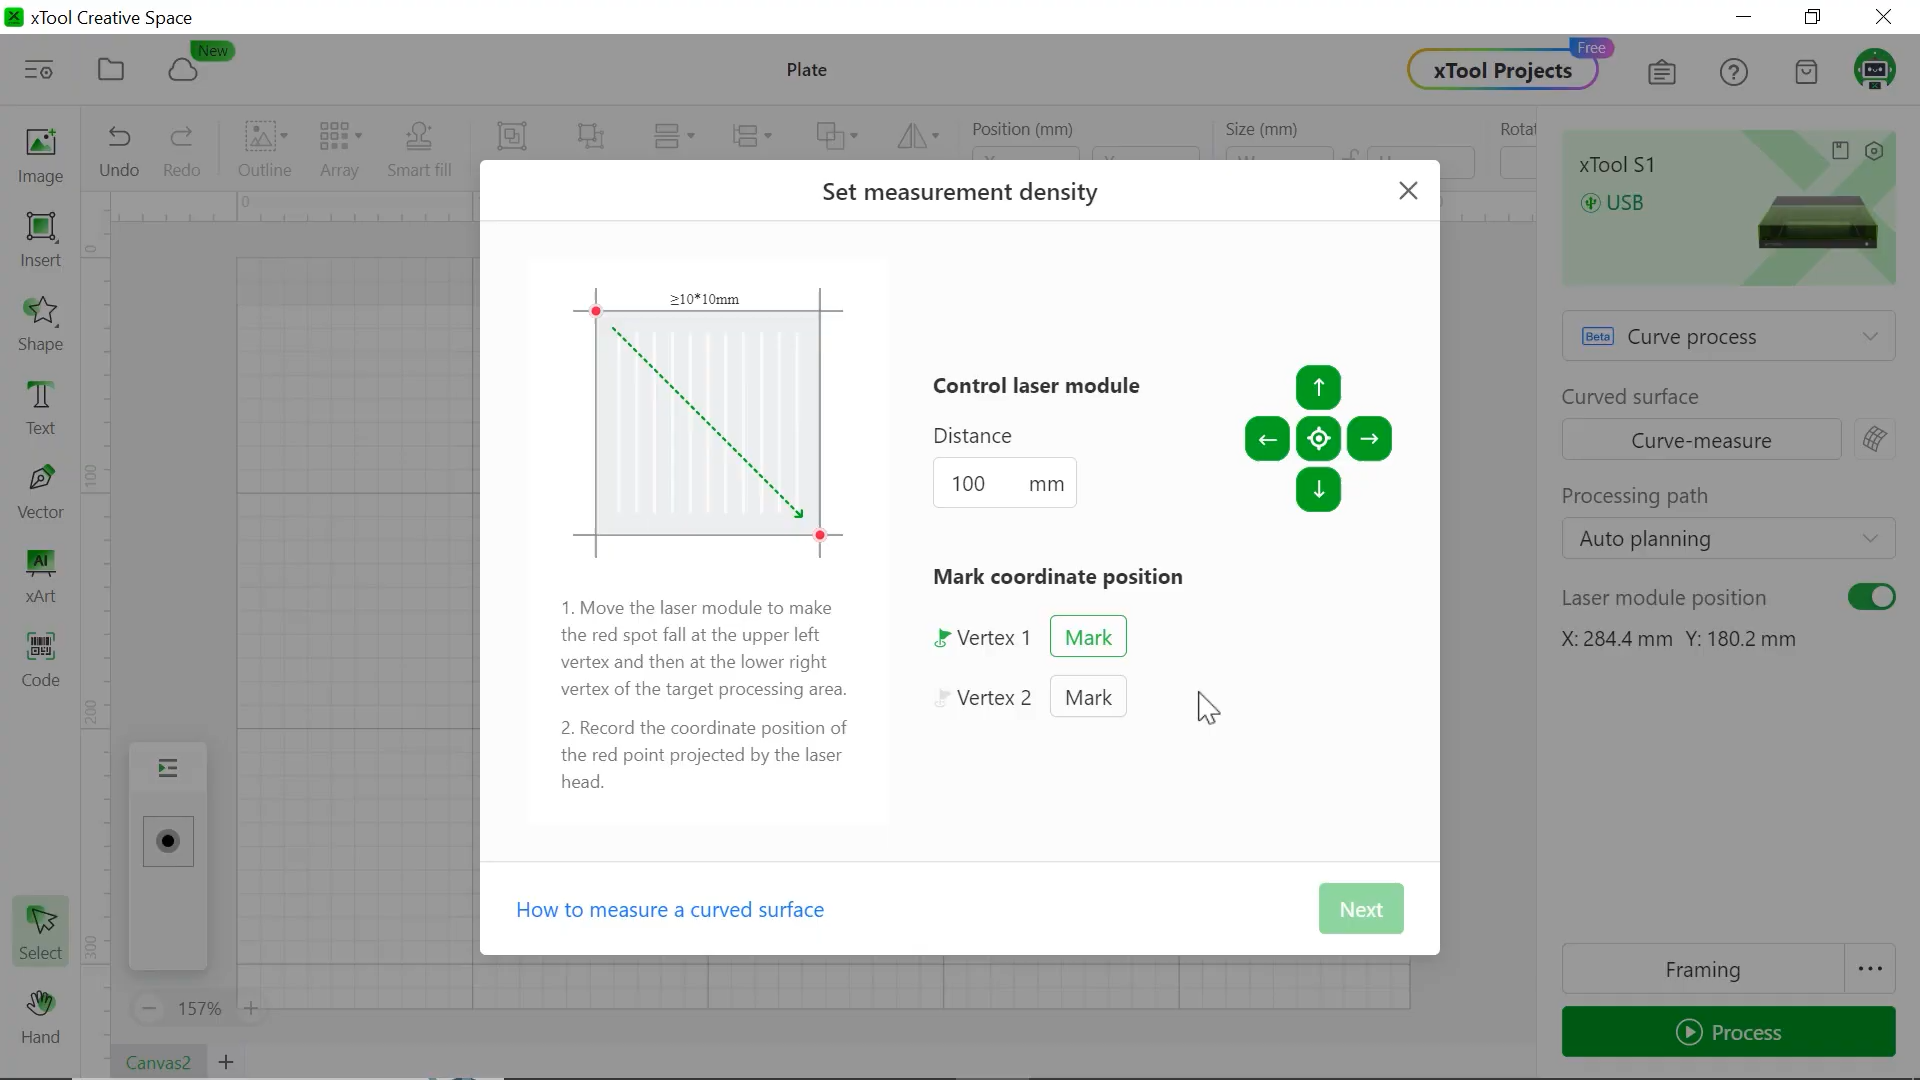 xTool Creative Space
New
Plate
Free
xTool Projects
Undo
Redo
Outline
Array
Smart fill
Position (mm)
Size (mm)
Rotat
Image
Insert
Shape
Text
Vector
AI
xArt
Code
Select
Hand
0
0
100
200
300
157%
Canvas2
Set measurement density
≥10*10mm
1. Move the laser module to make
the red spot fall at the upper left
vertex and then at the lower right
vertex of the target processing area.
2. Record the coordinate position of
the red point projected by the laser
head.
Control laser module
Distance
100 mm
Mark coordinate position
Vertex 1 Mark
Vertex 2 Mark
How to measure a curved surface
Next
xTool S1
USB
Beta Curve process
Curved surface
Curve-measure
Processing path
Auto planning
Laser module position
X: 284.4 mm Y: 180.2 mm
Framing
Process